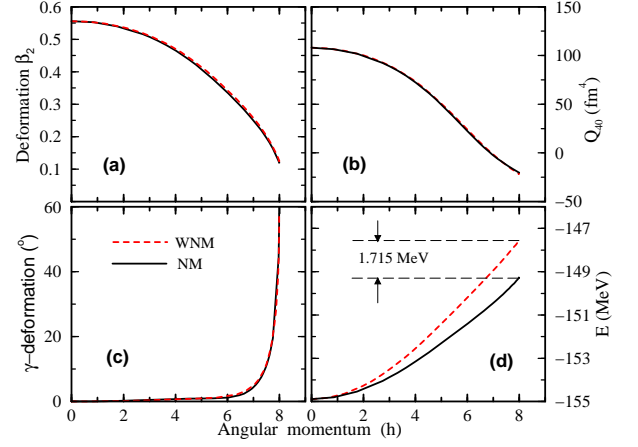 0.6
0.5
0.4
0.3
0.2
0.1
Deformation β2
(a)
100
50
0
−50
Q40 (fm4)
(b)
60
40
20
0
γ−deformation (o)
WNM
NM
(c)
−147
−149
−151
−153
−155
E (MeV)
1.715 MeV
(d)
0 2 4 6 8
0 2 4 6 8
Angular momentum (h)